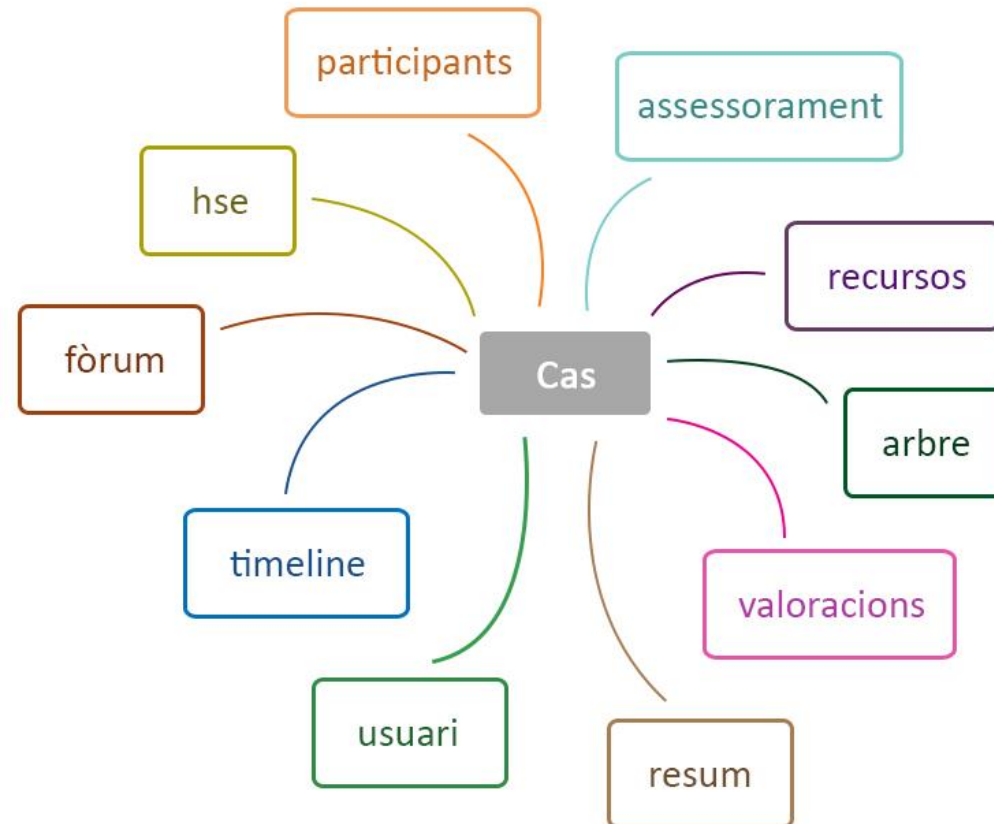 participants
assessorament
hse
recursos
fòrum
Cas
arbre
timeline
valoracions
usuari
resum